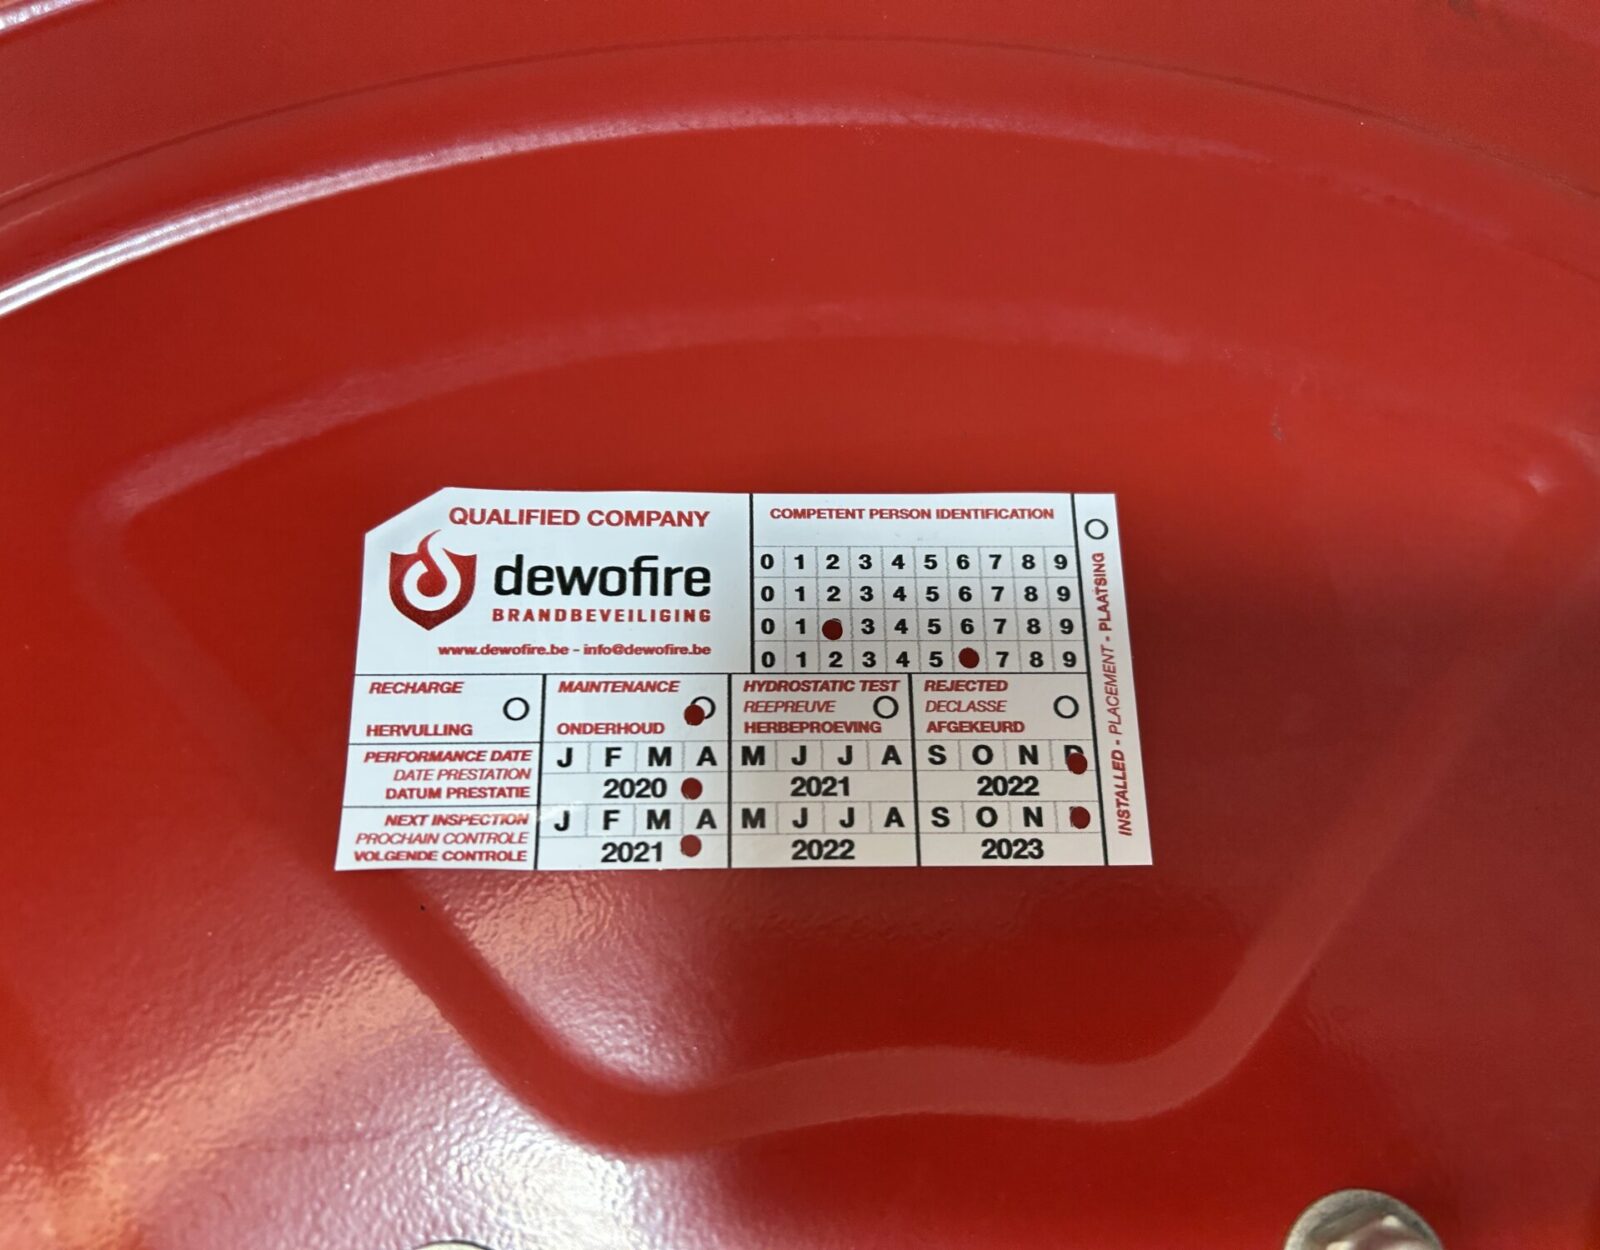 QUALIFIED COMPANY
dewofire
BRANDBEVEILIGING
www.dewofire.be - info@dewofire.be
COMPETENT PERSON IDENTIFICATION
0 1 2 3 4 5 6 7 8 9
0 1 2 3 4 5 6 7 8 9
0 1 3 4 5 6 7 8 9
0 1 2 3 4 5 7 8 9
INSTALLED - PLACEMENT - PLAATSING
RECHARGE
HERVULLING
MAINTENANCE
ONDERHOUD
HYDROSTATIC TEST
REEPREUVE
HERBEPROEVING
REJECTED
DECLASSE
AFGEKEURD
PERFORMANCE DATE
DATE PRESTATION
DATUM PRESTATIE
J F M A M J J A S O N D
2020 2021 2022
NEXT INSPECTION
PROCHAIN CONTROLE
VOLGENDE CONTROLE
J F M A M J J A S O N
2021 2022 2023